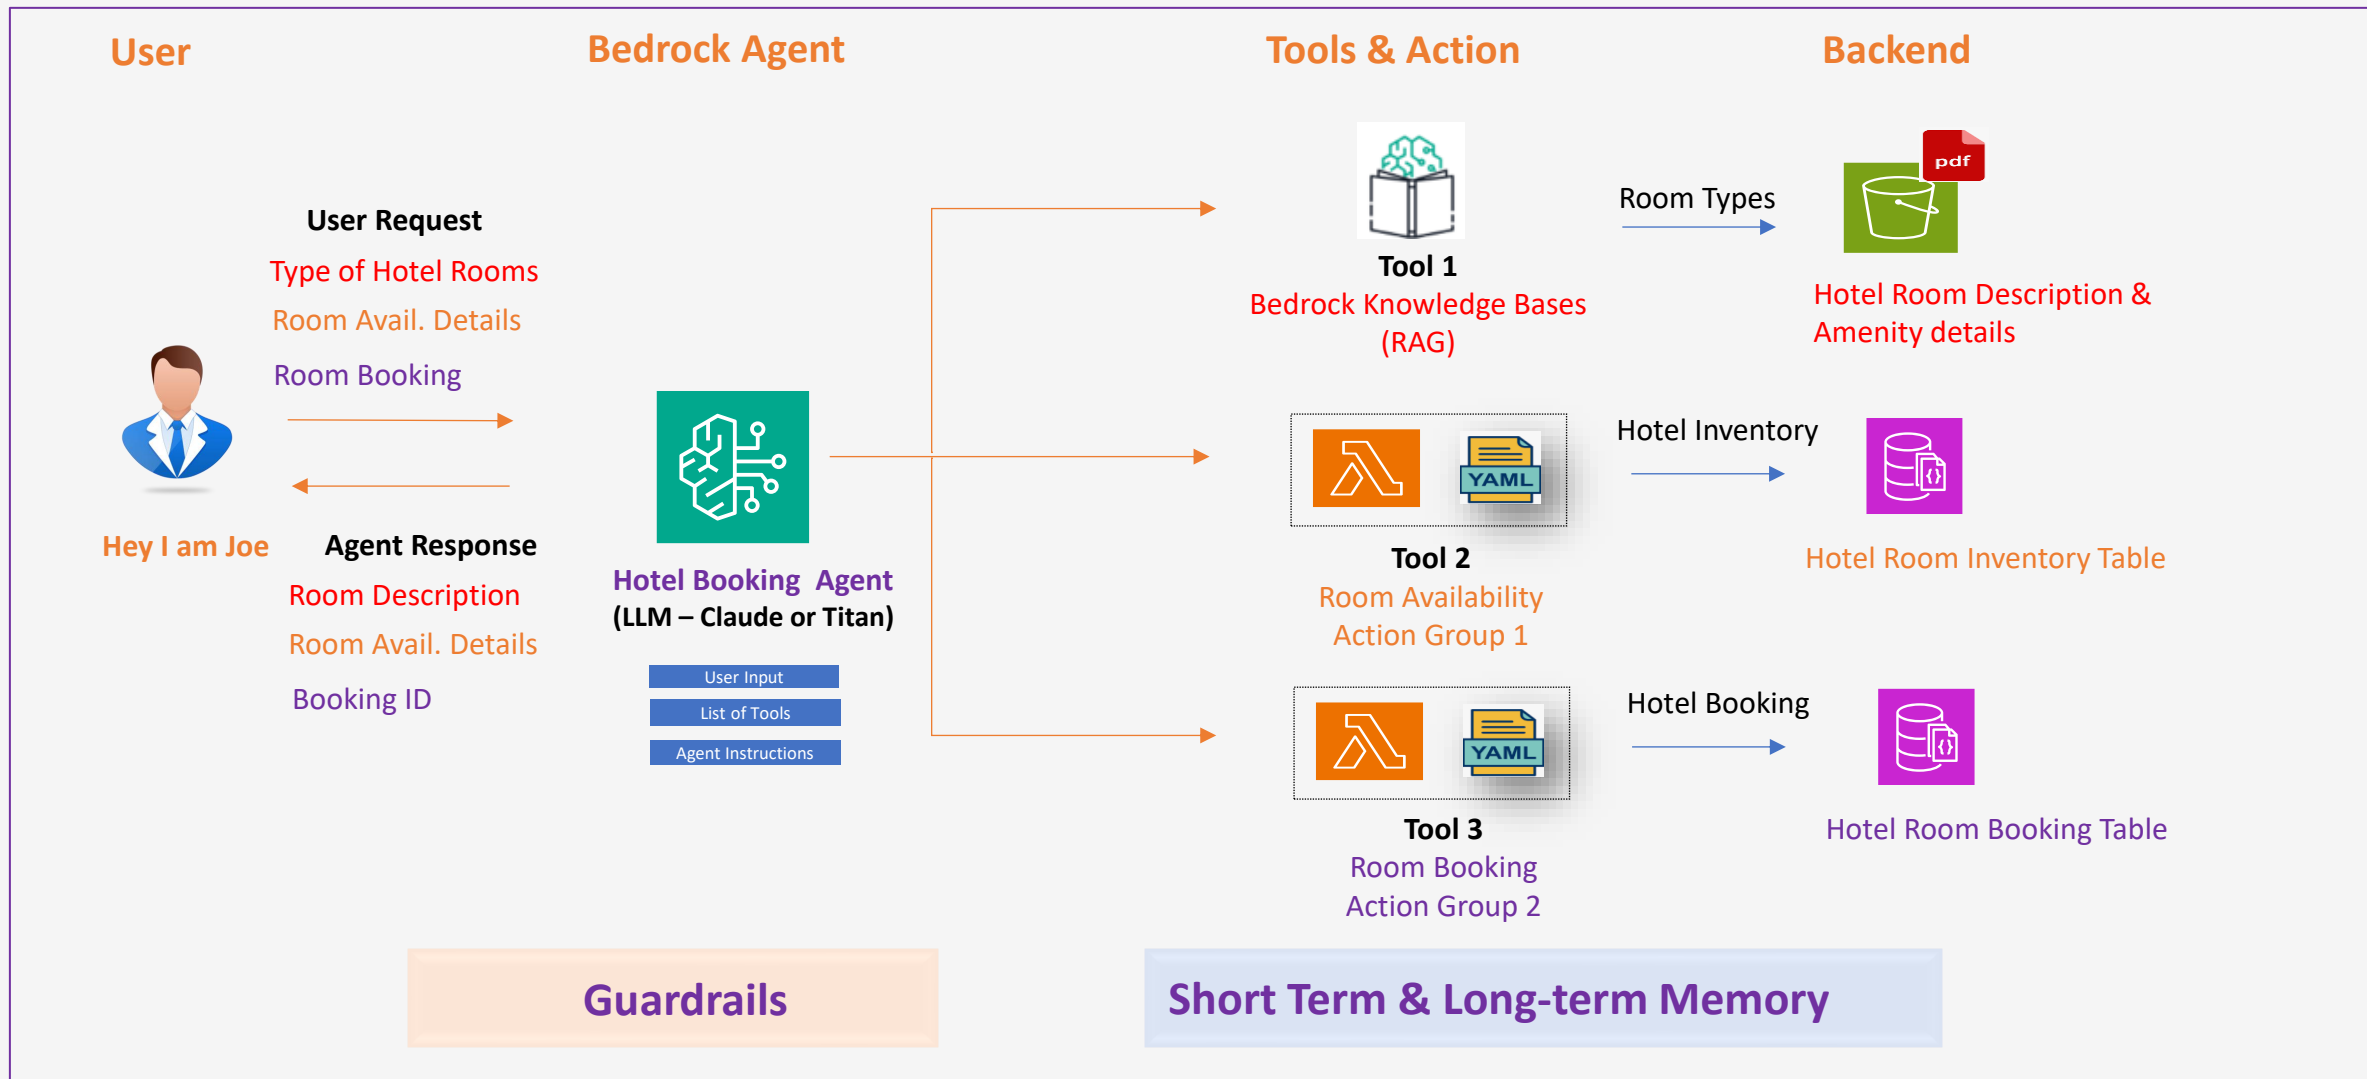 User
Bedrock Agent
Tools & Action
Backend
User Request
Type of Hotel Rooms
Room Avail. Details
Room Booking
Hey I am Joe
Agent Response
Room Description
Room Avail. Details
Booking ID
Hotel Booking Agent
(LLM – Claude or Titan)
User Input
List of Tools
Agent Instructions
Tool 1
Bedrock Knowledge Bases
(RAG)
Room Types
pdf
Hotel Room Description &
Amenity details
YAML
Tool 2
Room Availability
Action Group 1
Hotel Inventory
Hotel Room Inventory Table
YAML
Tool 3
Room Booking
Action Group 2
Hotel Booking
Hotel Room Booking Table
Guardrails
Short Term & Long-term Memory